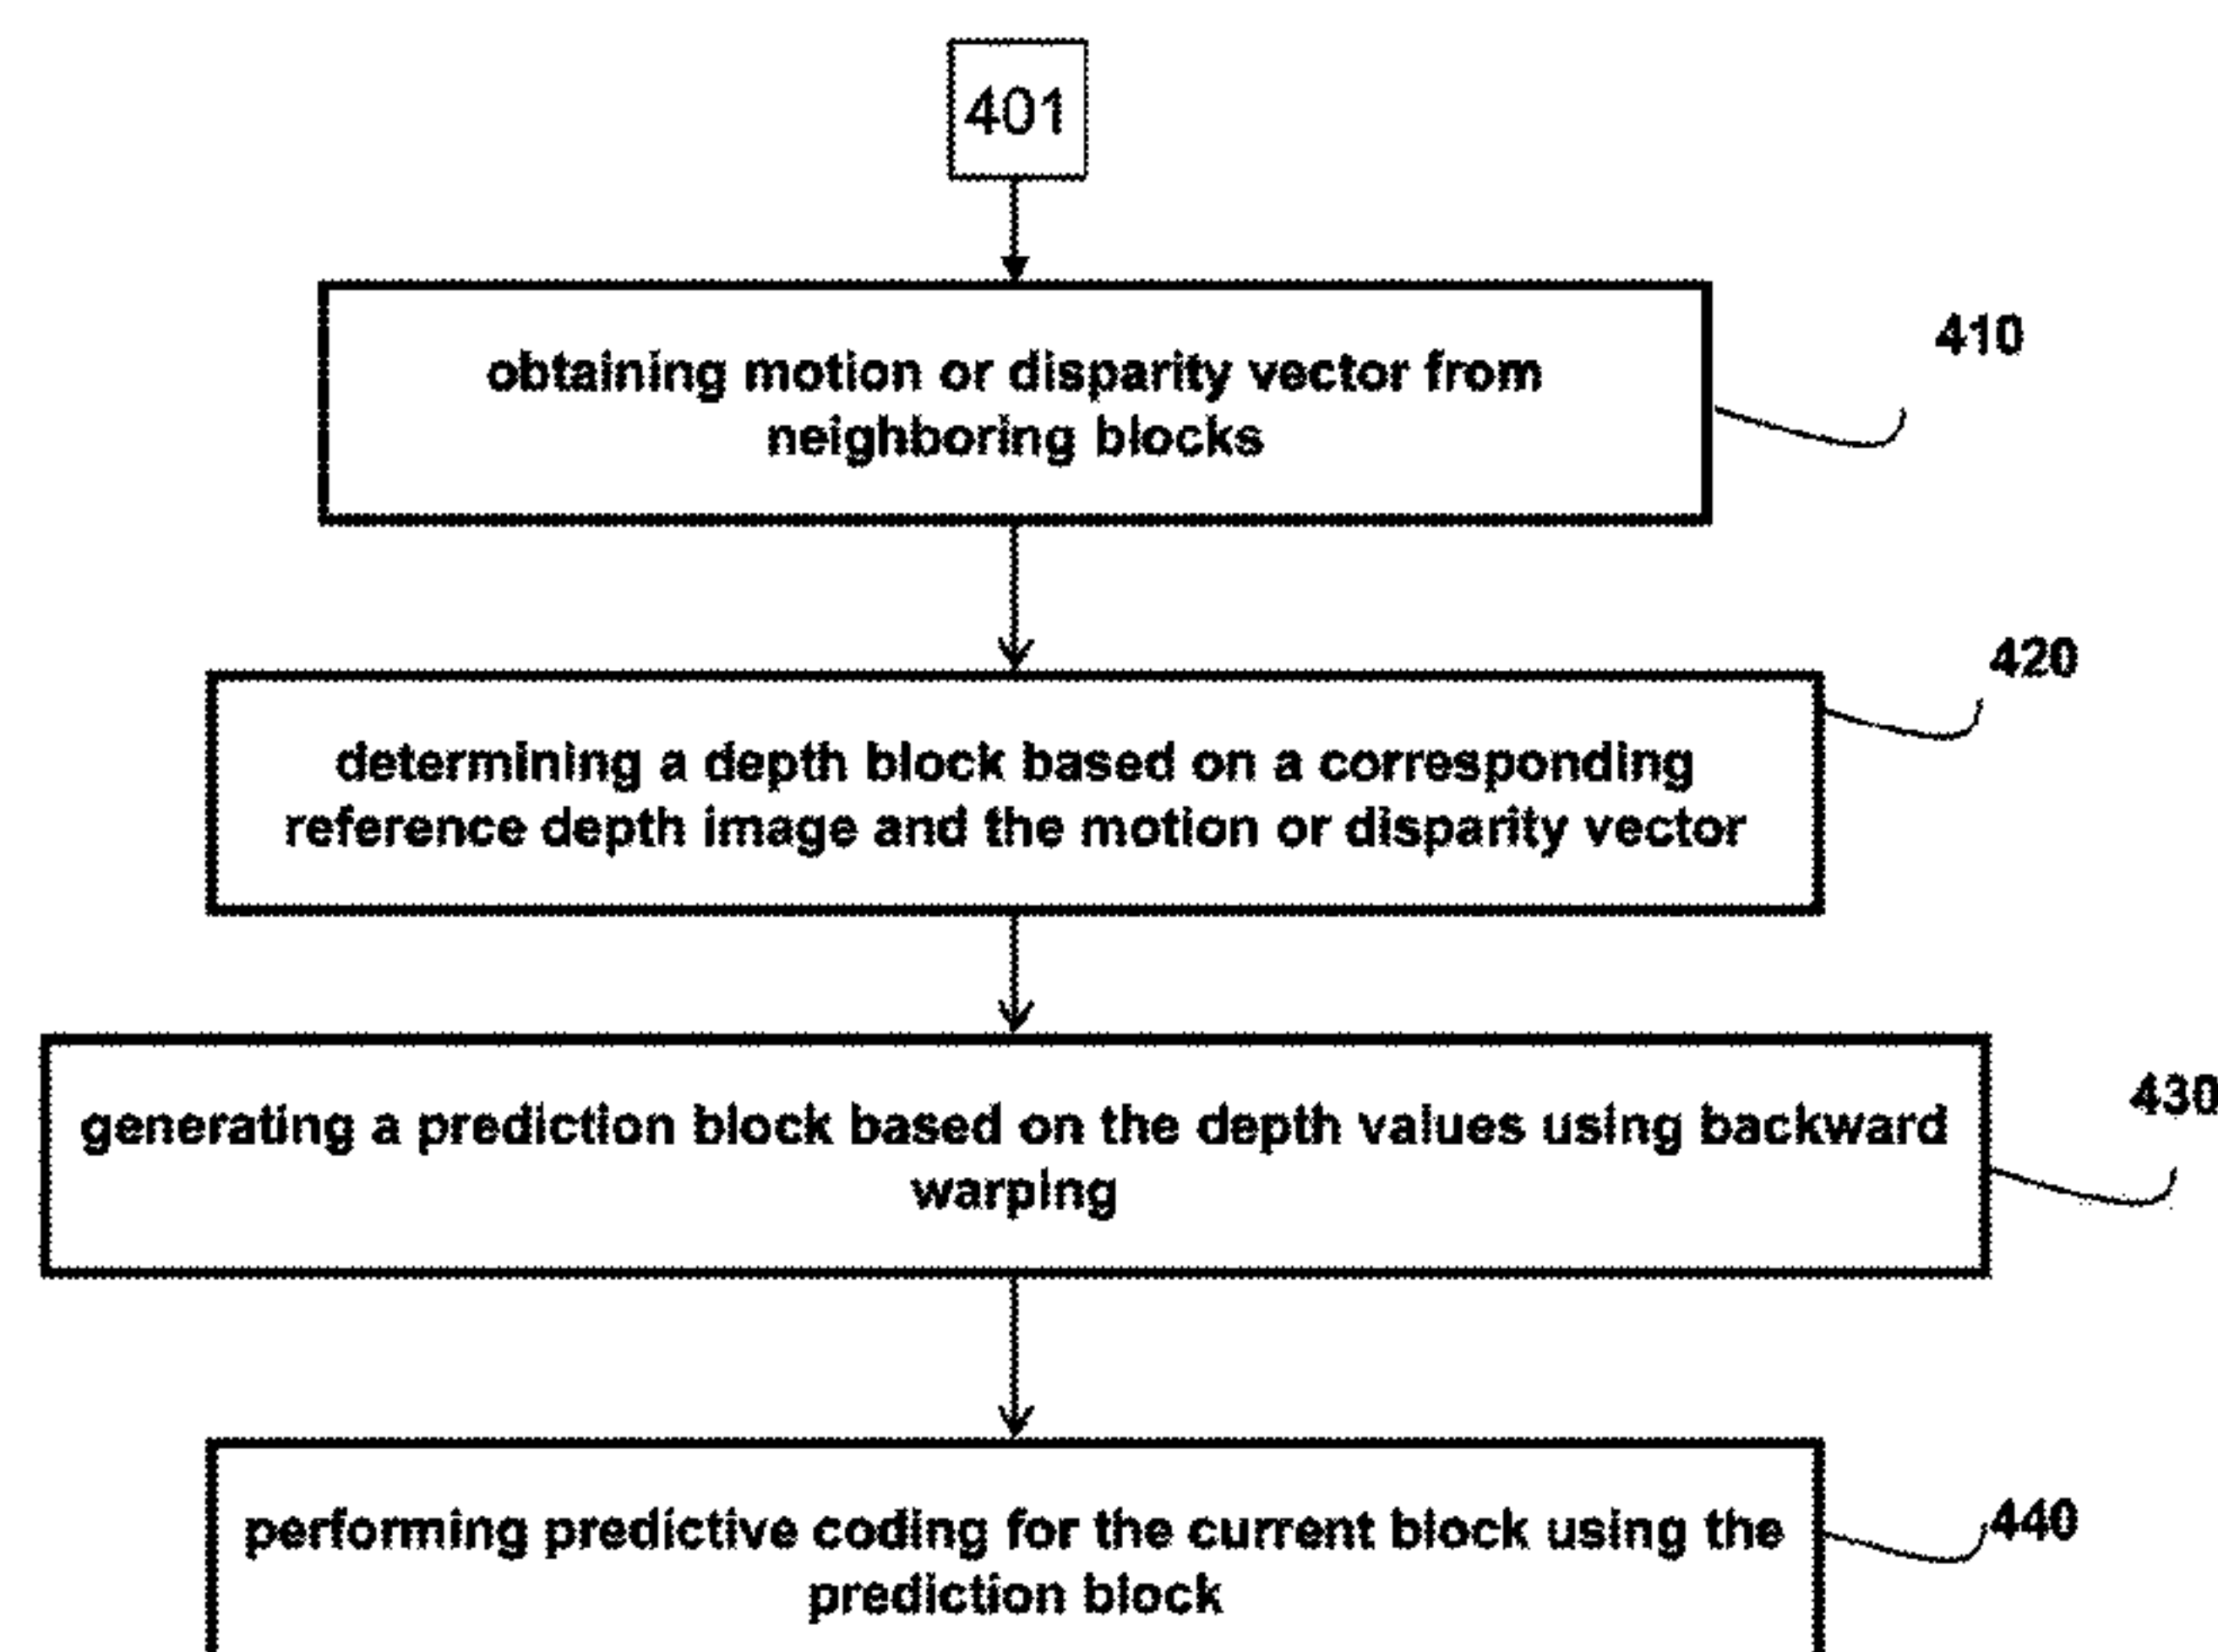 401
obtaining motion or disparity vector from
neighboring blocks
410
determining a depth block based on a corresponding
reference depth image and the motion or disparity vector
420
generating a prediction block based on the depth values using backward
warping
430
performing predictive coding for the current block using the
prediction block
440